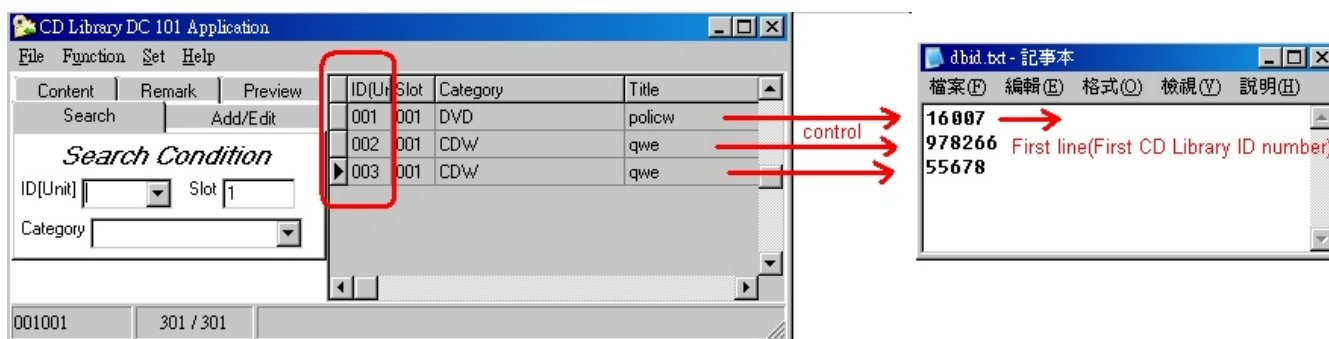 CD Library DC 101 Application
File Function Set Help
Content Remark Preview
Search Add/Edit
Search Condition
ID[Unit] Slot 1
Category
ID(Ur Slot Category Title
001 001 DVD policw
002 001 CDW qwe
003 001 CDW qwe
001001 301 / 301
control
dbid.txt - 記事本
檔案(F) 編輯(E) 格式(O) 檢視(V) 說明(H)
16007
978266 First line(First CD Library ID number)
55678